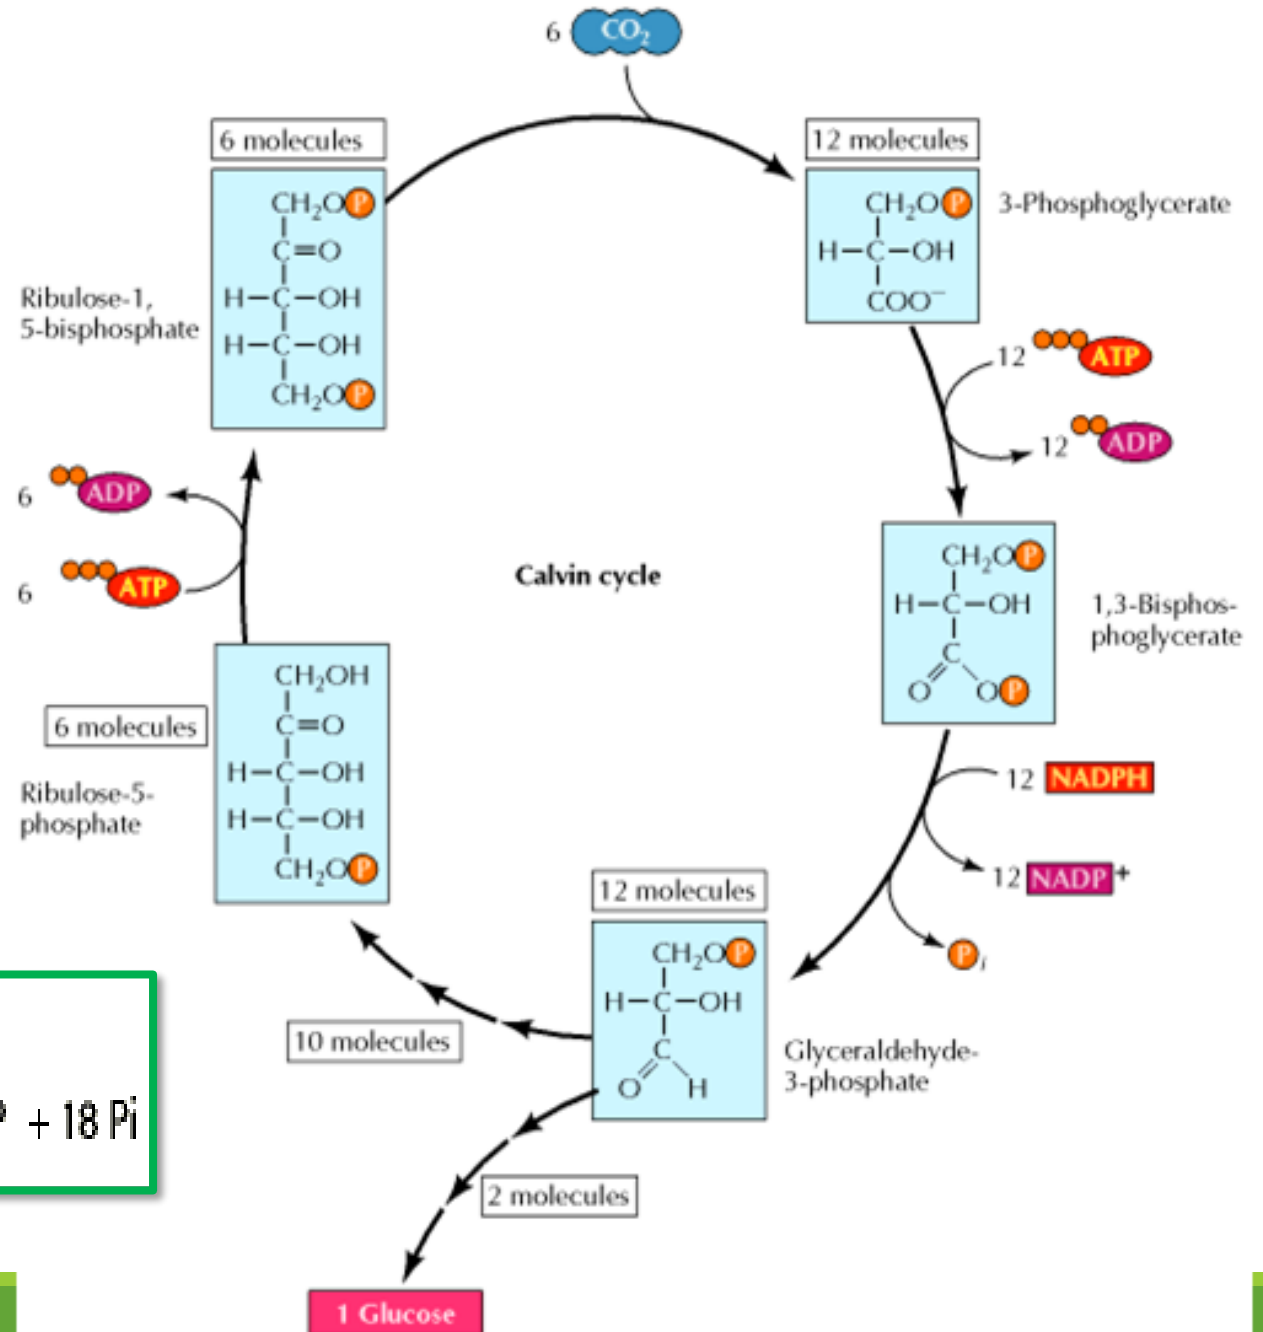 6 CO₂
6 molecules
CH₂OP
C=O
H-C-OH
H-C-OH
CH₂OP
Ribulose-1,
5-bisphosphate
12 molecules
CH₂OP
H-C-OH
COO⁻
3-Phosphoglycerate
12 ATP
12 ADP
CH₂OP
H-C-OH
C
O OP
1,3-Bisphos-
phoglycerate
12 NADPH
12 NADP+
Pi
12 molecules
CH₂OP
H-C-OH
C
O H
Glyceraldehyde-
3-phosphate
10 molecules
2 molecules
1 Glucose
6 molecules
CH₂OH
C=O
H-C-OH
H-C-OH
CH₂OP
Ribulose-5-
phosphate
6 ADP
6 ATP
Calvin cycle
+ 18 Pi